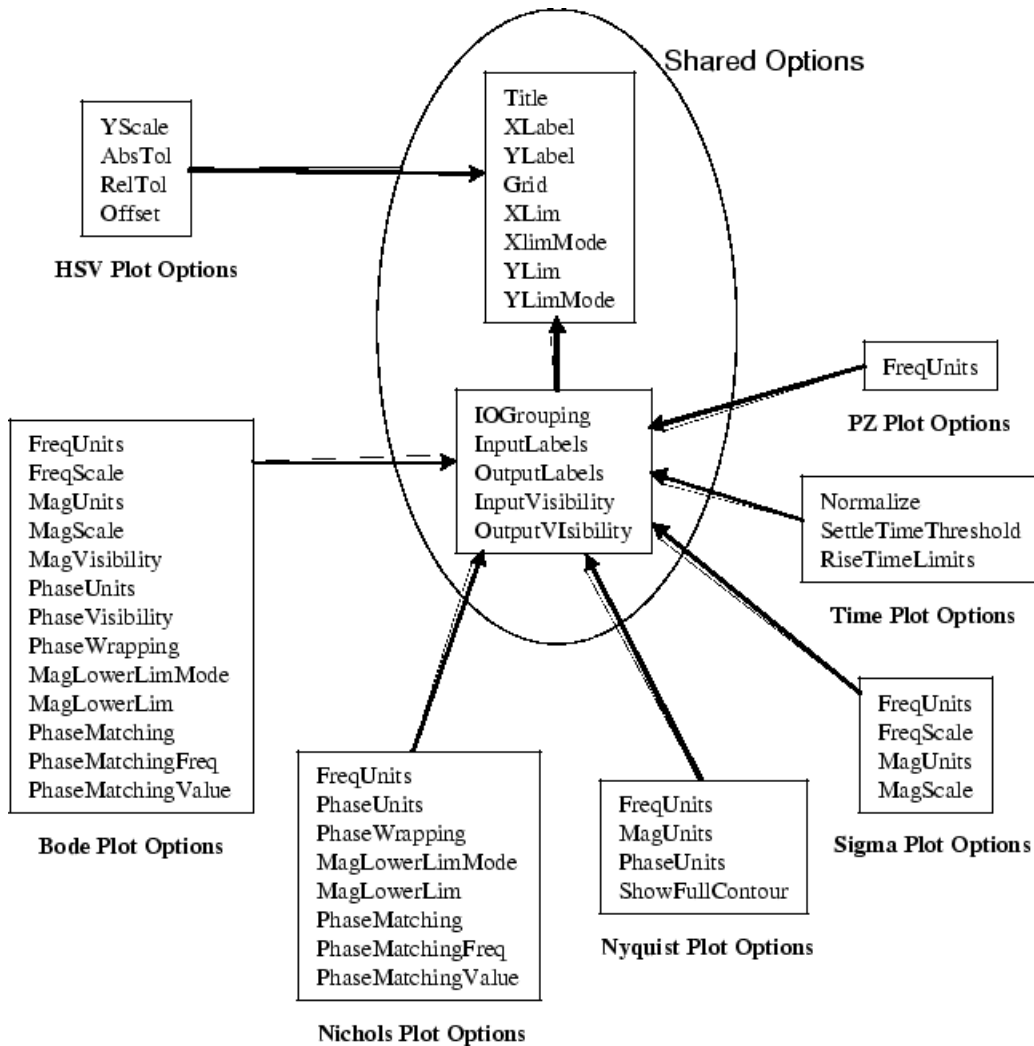 Shared Options
Title
XLabel
YLabel
Grid
XLim
XlimMode
YLim
YLimMode
YScale
AbsTol
RelTol
Offset
HSV Plot Options
IOGrouping
InputLabels
OutputLabels
InputVisibility
OutputVIsibility
FreqUnits
PZ Plot Options
FreqUnits
FreqScale
MagUnits
MagScale
MagVisibility
PhaseUnits
PhaseVisibility
PhaseWrapping
MagLowerLimMode
MagLowerLim
PhaseMatching
PhaseMatchingFreq
PhaseMatchingValue
Bode Plot Options
Normalize
SettleTimeThreshold
RiseTimeLimits
Time Plot Options
FreqUnits
FreqScale
MagUnits
MagScale
Sigma Plot Options
FreqUnits
PhaseUnits
PhaseWrapping
MagLowerLimMode
MagLowerLim
PhaseMatching
PhaseMatchingFreq
PhaseMatchingValue
Nichols Plot Options
FreqUnits
MagUnits
PhaseUnits
ShowFullContour
Nyquist Plot Options